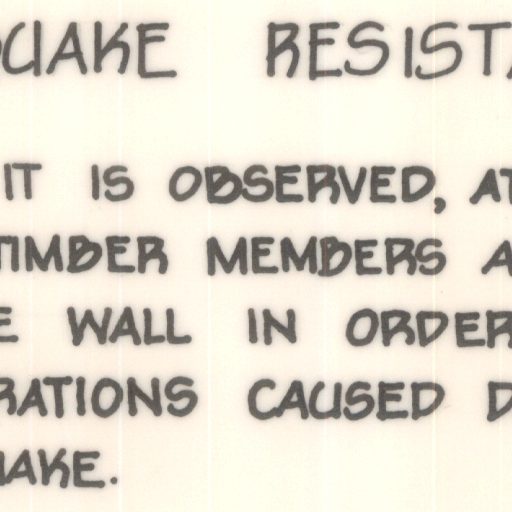 QUAKE RESISTA
IT IS OBSERVED, AT
TIMBER MEMBERS A
E WALL IN ORDER
RATIONS CAUSED D
UAKE.